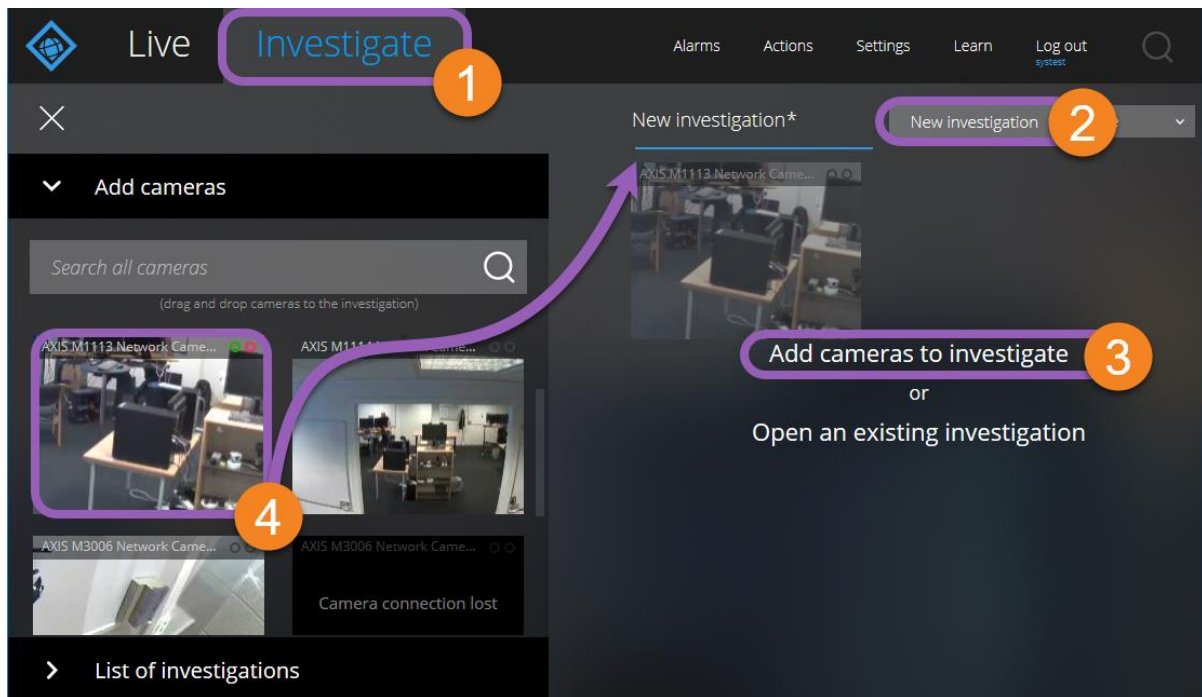 Live
Investigate
1
Alarms
Actions
Settings
Learn
Log out
systest
New investigation*
New investigation
2
Add cameras
AXIS M1113 Network Came...
Search all cameras
(drag and drop cameras to the investigation)
AXIS M1113 Network Came...
Came...
Add cameras to investigate
3
or
Open an existing investigation
4
AXIS M3006 Network Came...
AXIS M3006 Network Came...
Camera connection lost
List of investigations